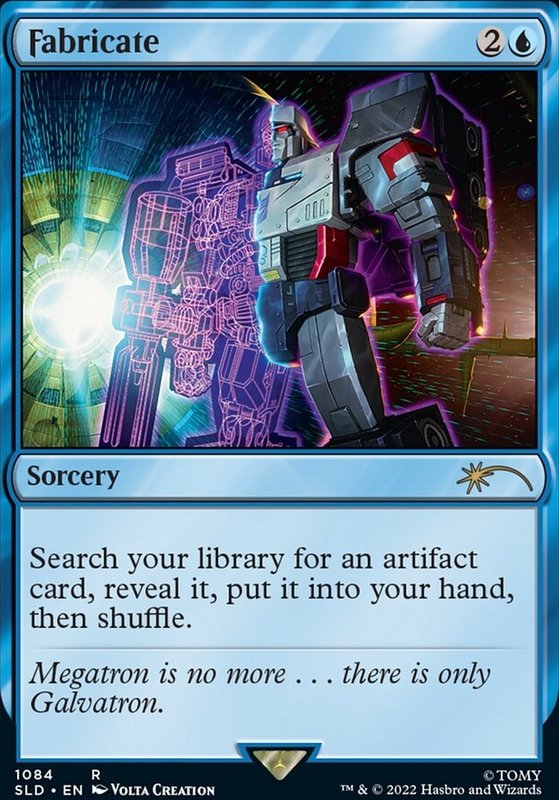 Fabricate 2
Sorcery
Search your library for an artifact
card, reveal it, put it into your hand,
then shuffle.
Megatron is no more . . . there is only
Galvatron.
1084 R © TOMY
SLD • EN Volta Creation ™ & © 2022 Hasbro and Wizards